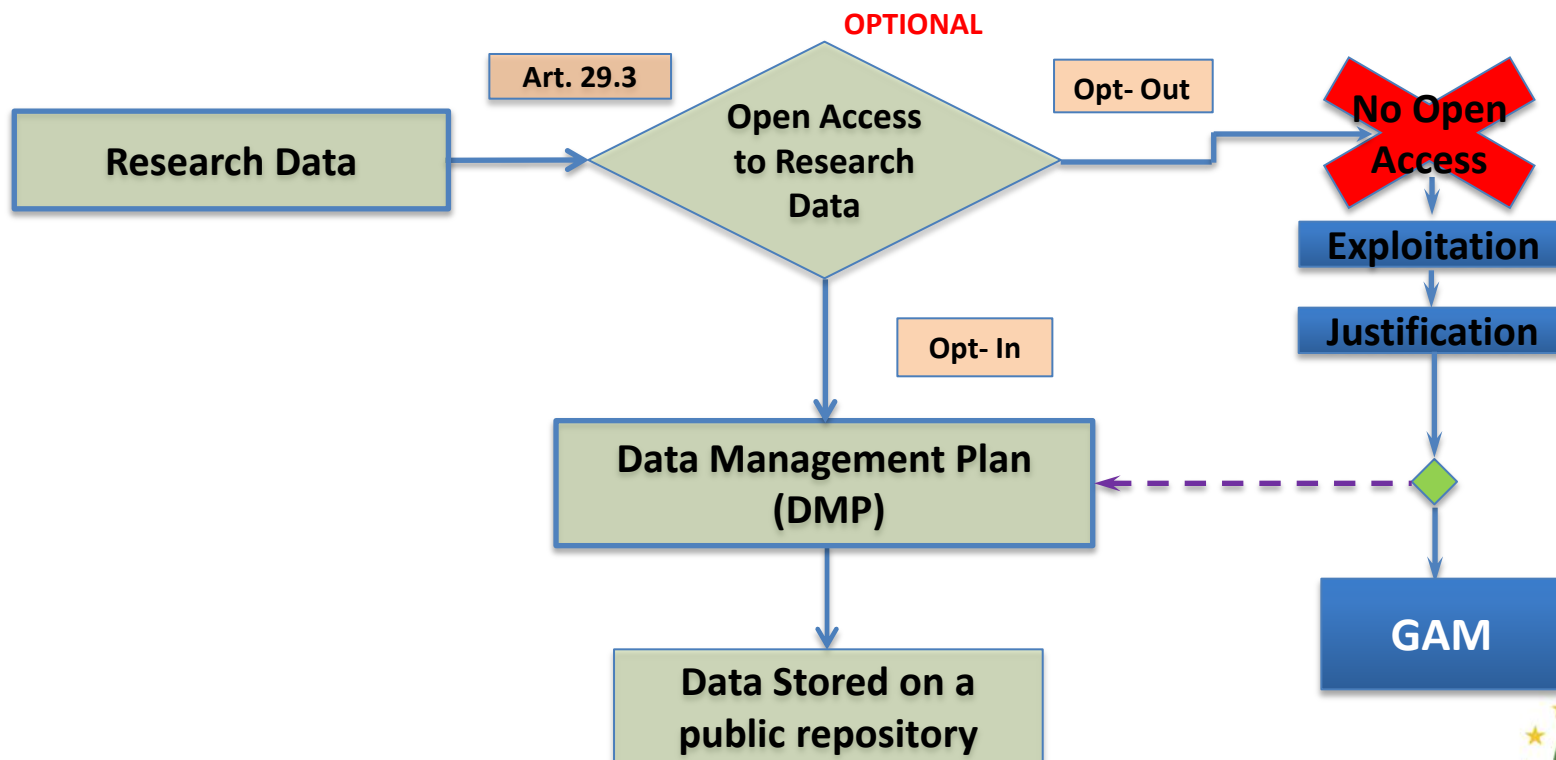 OPTIONAL
Art. 29.3
Opt- Out
Research Data
Open Access
to Research
Data
No Open
Access
Exploitation
Justification
Opt- In
Data Management Plan
(DMP)
GAM
Data Stored on a
public repository